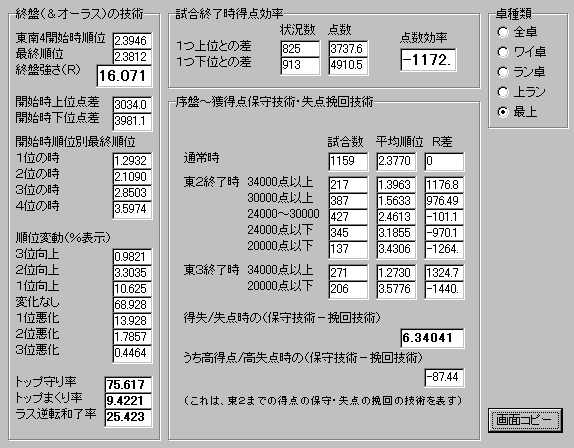 終盤(&オーラス)の技術
東南4開始時順位 2.3946
最終順位 2.3812
終盤強さ(R) 16.071
開始時上位点差 3034.0
開始時下位点差 3981.1
開始時順位別最終順位
1位の時 1.2932
2位の時 2.1090
3位の時 2.8503
4位の時 3.5974
順位変動(%表示)
3位向上 0.9821
2位向上 3.3035
1位向上 10.625
変化なし 68.928
1位悪化 13.928
2位悪化 1.7857
3位悪化 0.4464
トップ守り率 75.617
トップまくり率 9.4221
ラス逆転和了率 25.423
試合終了時得点効率
状況数 点数
1つ上位との差 825 3737.6
1つ下位との差 913 4910.5
点数効率
-1172.
序盤~獲得点保守技術・失点挽回技術
試合数 平均順位 R差
通常時 1159 2.3770 0
東2終了時 34000点以上 217 1.3963 1176.8
30000点以上 387 1.5633 976.49
24000~30000 427 2.4613 -101.1
24000点以下 345 3.1855 -970.1
20000点以下 137 3.4306 -1264.
東3終了時 34000点以上 271 1.2730 1324.7
20000点以下 206 3.5776 -1440.
得失/失点時の(保守技術-挽回技術)
6.34041
うち高得点/高失点時の(保守技術-挽回技術)
-87.44
(これは、東2までの得点の保守・失点の挽回の技術を表す)
卓種類
全卓
ワイ卓
ラン卓
上ラン
最上
画面コピー